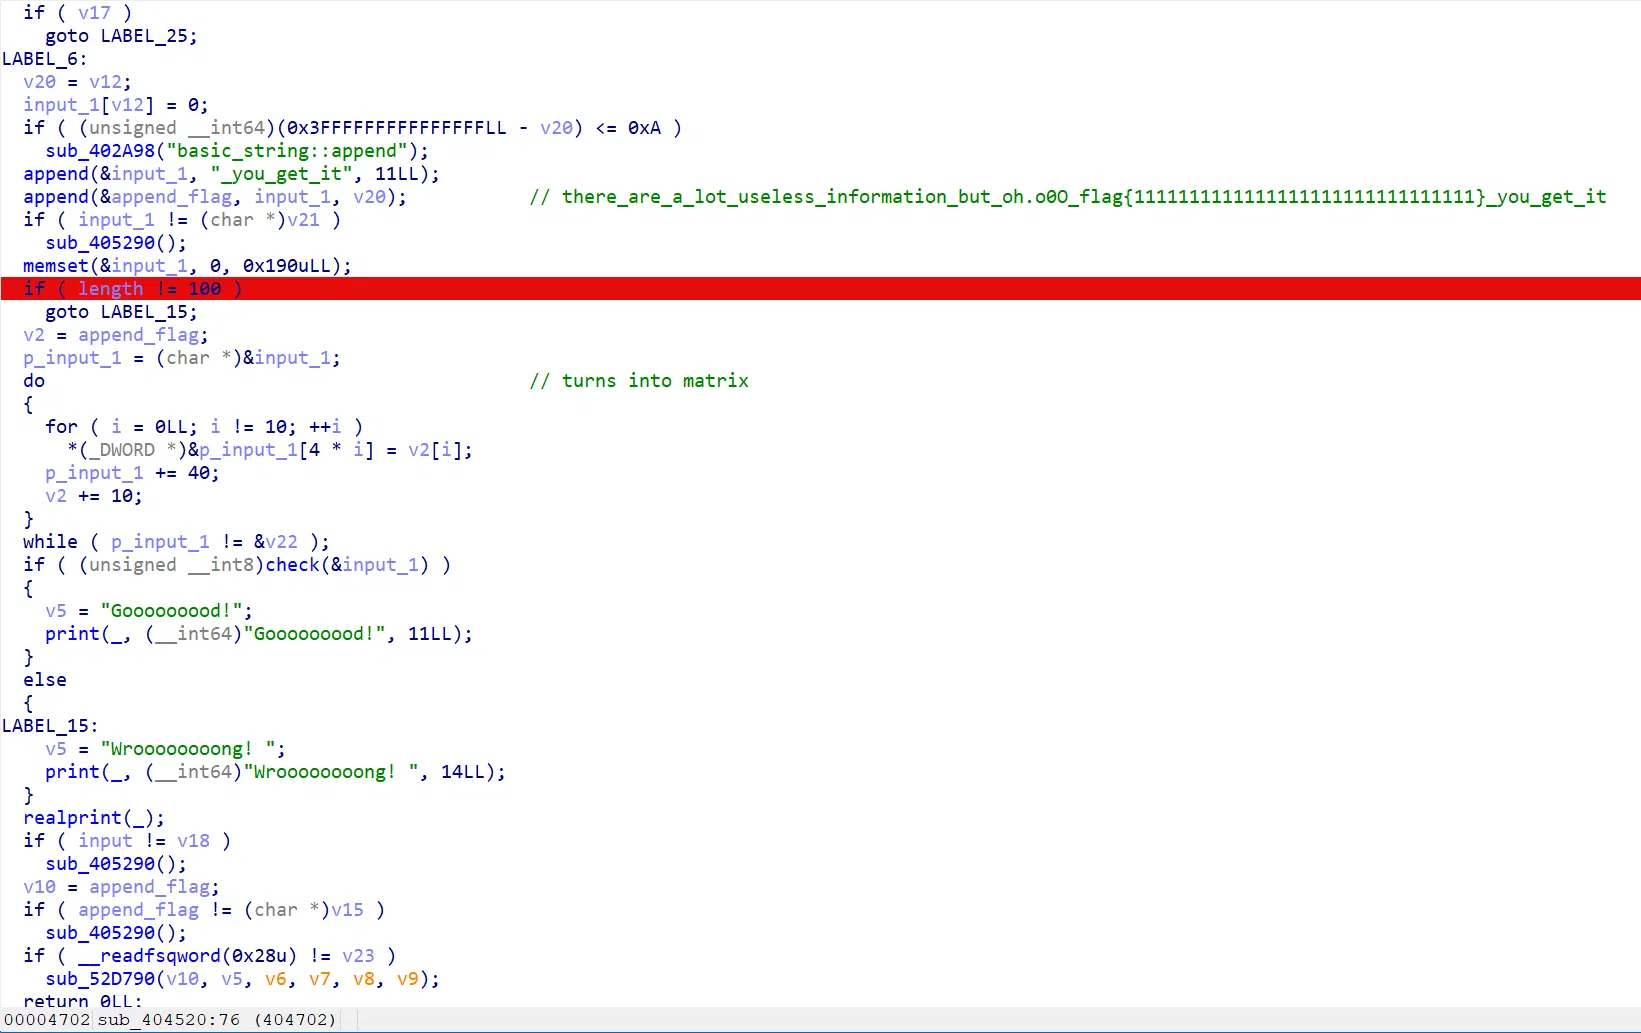 if ( v17 )
goto LABEL_25;
LABEL_6:
v20 = v12;
input_1[v12] = 0;
if ( (unsigned __int64)(0x3FFFFFFFFFFFFFFFLL - v20) <= 0xA )
sub_402A98("basic_string::append");
append(&input_1, "_you_get_it", 11LL);
append(&append_flag, input_1, v20); // there_are_a_lot_useless_information_but_oh.o0O_flag{1111111111111111111111111111111}_you_get_it
if ( input_1 != (char *)v21 )
sub_405290();
memset(&input_1, 0, 0x190uLL);
if ( length != 100 )
goto LABEL_15;
v2 = append_flag;
p_input_1 = (char *)&input_1;
do // turns into matrix
{
for ( i = 0LL; i != 10; ++i )
*(_DWORD *)&p_input_1[4 * i] = v2[i];
p_input_1 += 40;
v2 += 10;
}
while ( p_input_1 != &v22 );
if ( (unsigned __int8)check(&input_1) )
{
v5 = "Gooooooood!";
print(_, (__int64)"Gooooooood!", 11LL);
}
else
{
LABEL_15:
v5 = "Wroooooooong! ";
print(_, (__int64)"Wroooooooong! ", 14LL);
}
realprint(_);
if ( input != v18 )
sub_405290();
v10 = append_flag;
if ( append_flag != (char *)v15 )
sub_405290();
if ( __readfsqword(0x28u) != v23 )
sub_52D790(v10, v5, v6, v7, v8, v9);
return 0LL;
00004702 sub_404520:76 (404702)